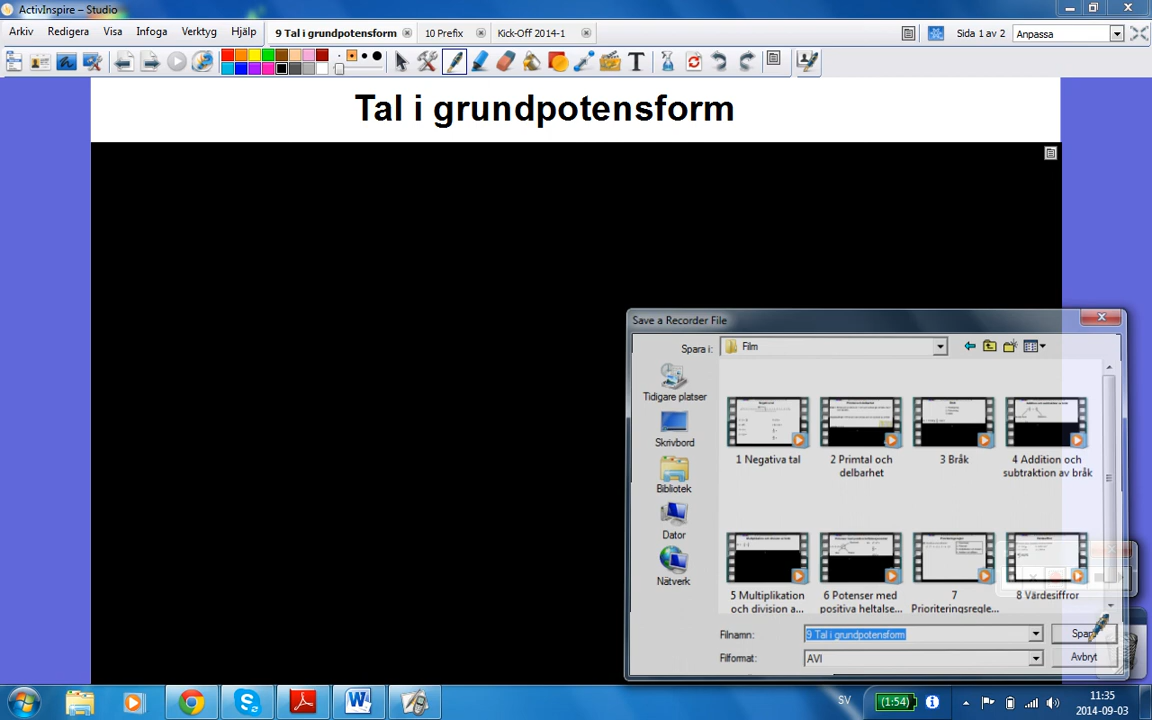 ActivInspire – Studio
Arkiv Redigera Visa Infoga Verktyg Hjälp
9 Tal i grundpotensform 10 Prefix Kick-Off 2014-1
Sida 1 av 2 Anpassa
Tal i grundpotensform
Save a Recorder File
Spara i: Film
Tidigare platser
Skrivbord
Bibliotek
Dator
Nätverk
1 Negativa tal
2 Primtal och
delbarhet
3 Bråk
4 Addition och
subtraktion av bråk
5 Multiplikation
och division a...
6 Potenser med
positiva heltalse...
7
Prioriteringsregle...
8 Värdesiffror
Filnamn: 9 Tal i grundpotensform
Filformat: AVI
Avbryt
SV (1:54)
11:35
2014-09-03